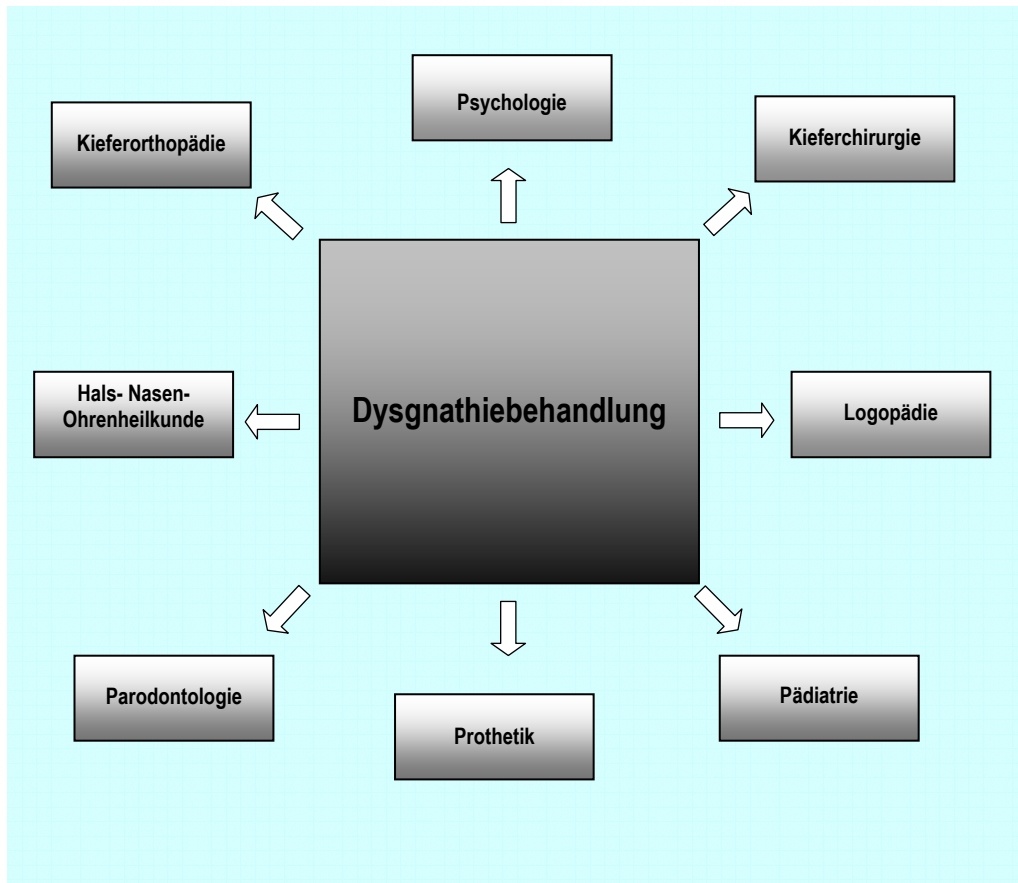 Psychologie
Kieferorthopädie
Kieferchirurgie
Hals- Nasen-
Ohrenheilkunde
Dysgnathiebehandlung
Logopädie
Parodontologie
Prothetik
Pädiatrie